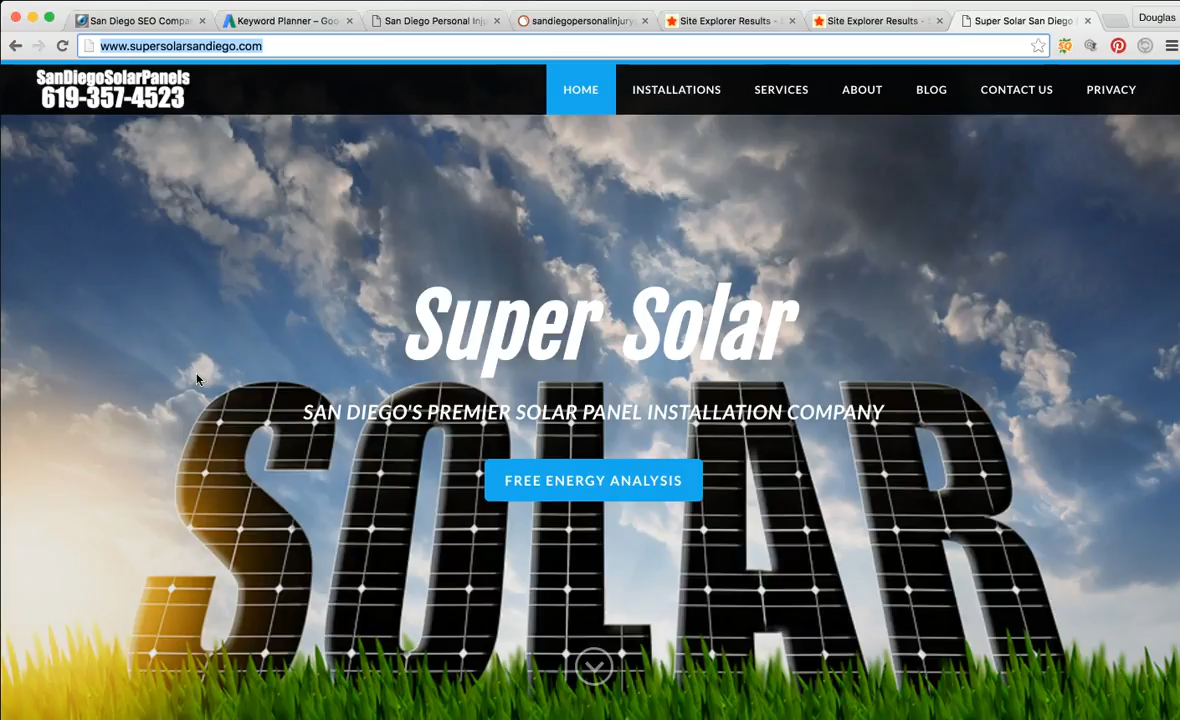 San Diego SEO Compa
Keyword Planner – Goo
San Diego Personal Inju
sandiegopersonalinjury
Site Explorer Results - S
Site Explorer Results - S
Super Solar San Diego
Douglas
www.supersolarsandiego.com
SanDiegoSolarPanels
619-357-4523
HOME
INSTALLATIONS
SERVICES
ABOUT
BLOG
CONTACT US
PRIVACY
Super Solar
SAN DIEGO'S PREMIER SOLAR PANEL INSTALLATION COMPANY
FREE ENERGY ANALYSIS
SOLAR